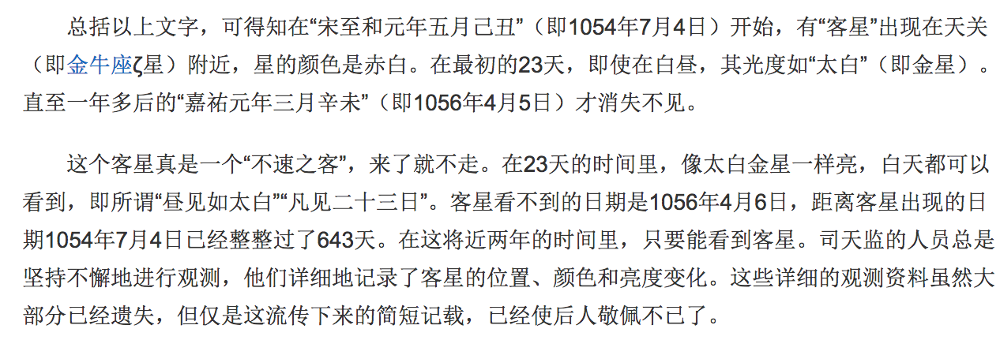 总括以上文字，可得知在“宋至和元年五月己丑”（即1054年7月4日）开始，有“客星”出现在天关
（即金牛座ζ星）附近，星的颜色是赤白。在最初的23天，即使在白昼，其光度如“太白”（即金星）。
直至一年多后的“嘉祐元年三月辛未”（即1056年4月5日）才消失不见。
这个客星真是一个“不速之客”，来了就不走。在23天的时间里，像太白金星一样亮，白天都可以
看到，即所谓“昼见如太白”“凡见二十三日”。客星看不到的日期是1056年4月6日，距离客星出现的日
期1054年7月4日已经整整过了643天。在这将近两年的时间里，只要能看到客星。司天监的人员总是
坚持不懈地进行观测，他们详细地记录了客星的位置、颜色和亮度变化。这些详细的观测资料虽然大
部分已经遗失，但仅是这流传下来的简短记载，已经使后人敬佩不已了。